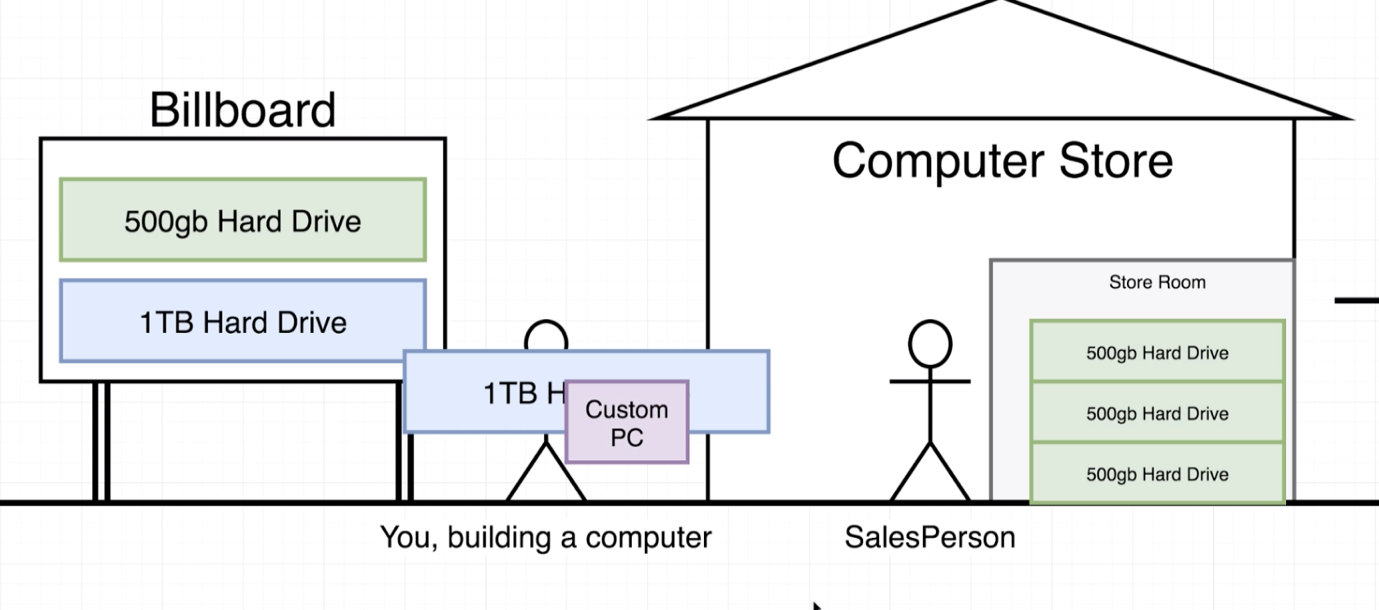 Billboard
500gb Hard Drive
1TB Hard Drive
1TB H
Custom
PC
You, building a computer
Computer Store
Store Room
500gb Hard Drive
500gb Hard Drive
500gb Hard Drive
SalesPerson